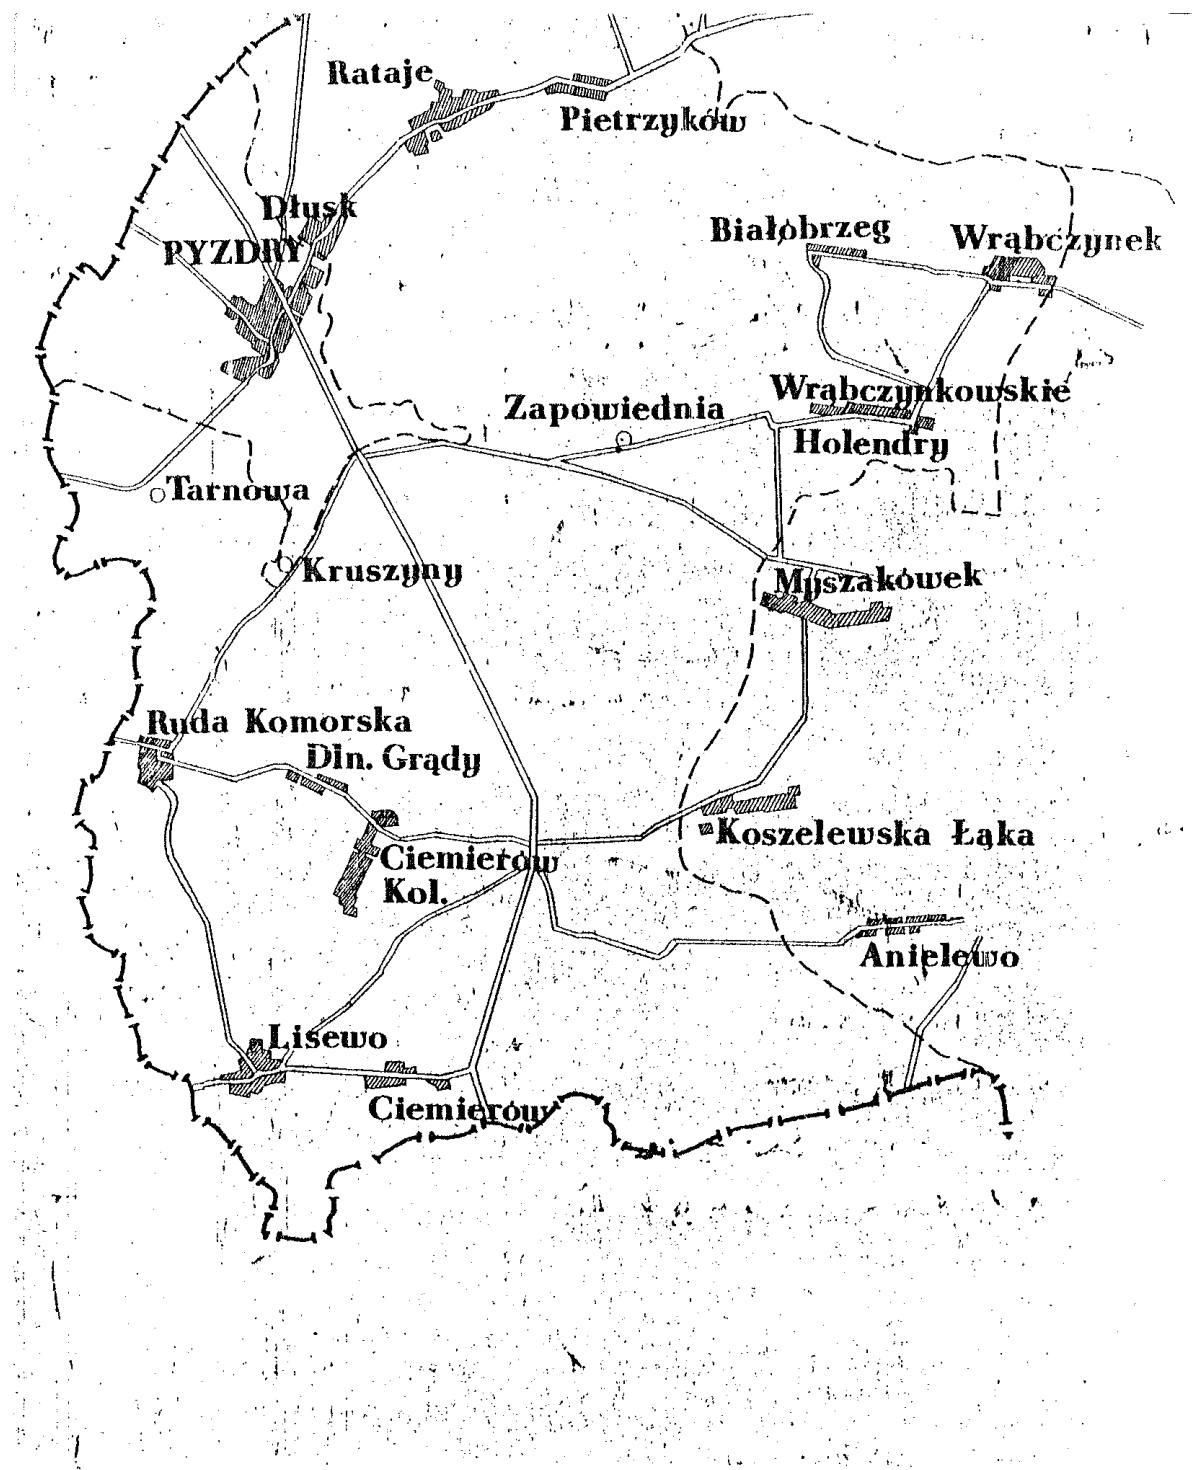 Rataje
Pietrzyków
Dłusk
PYZDRY
Białobrzeg
Wrąbczynek
Wrąbczynkowskie
Holendry
Zapowiednia
Tarnowa
Kruszyny
Myszakówek
Ruda Komorska
Dln. Grądy
Ciemierów
Kol.
Koszelewska Łąka
Anielewo
Lisewo
Ciemierów